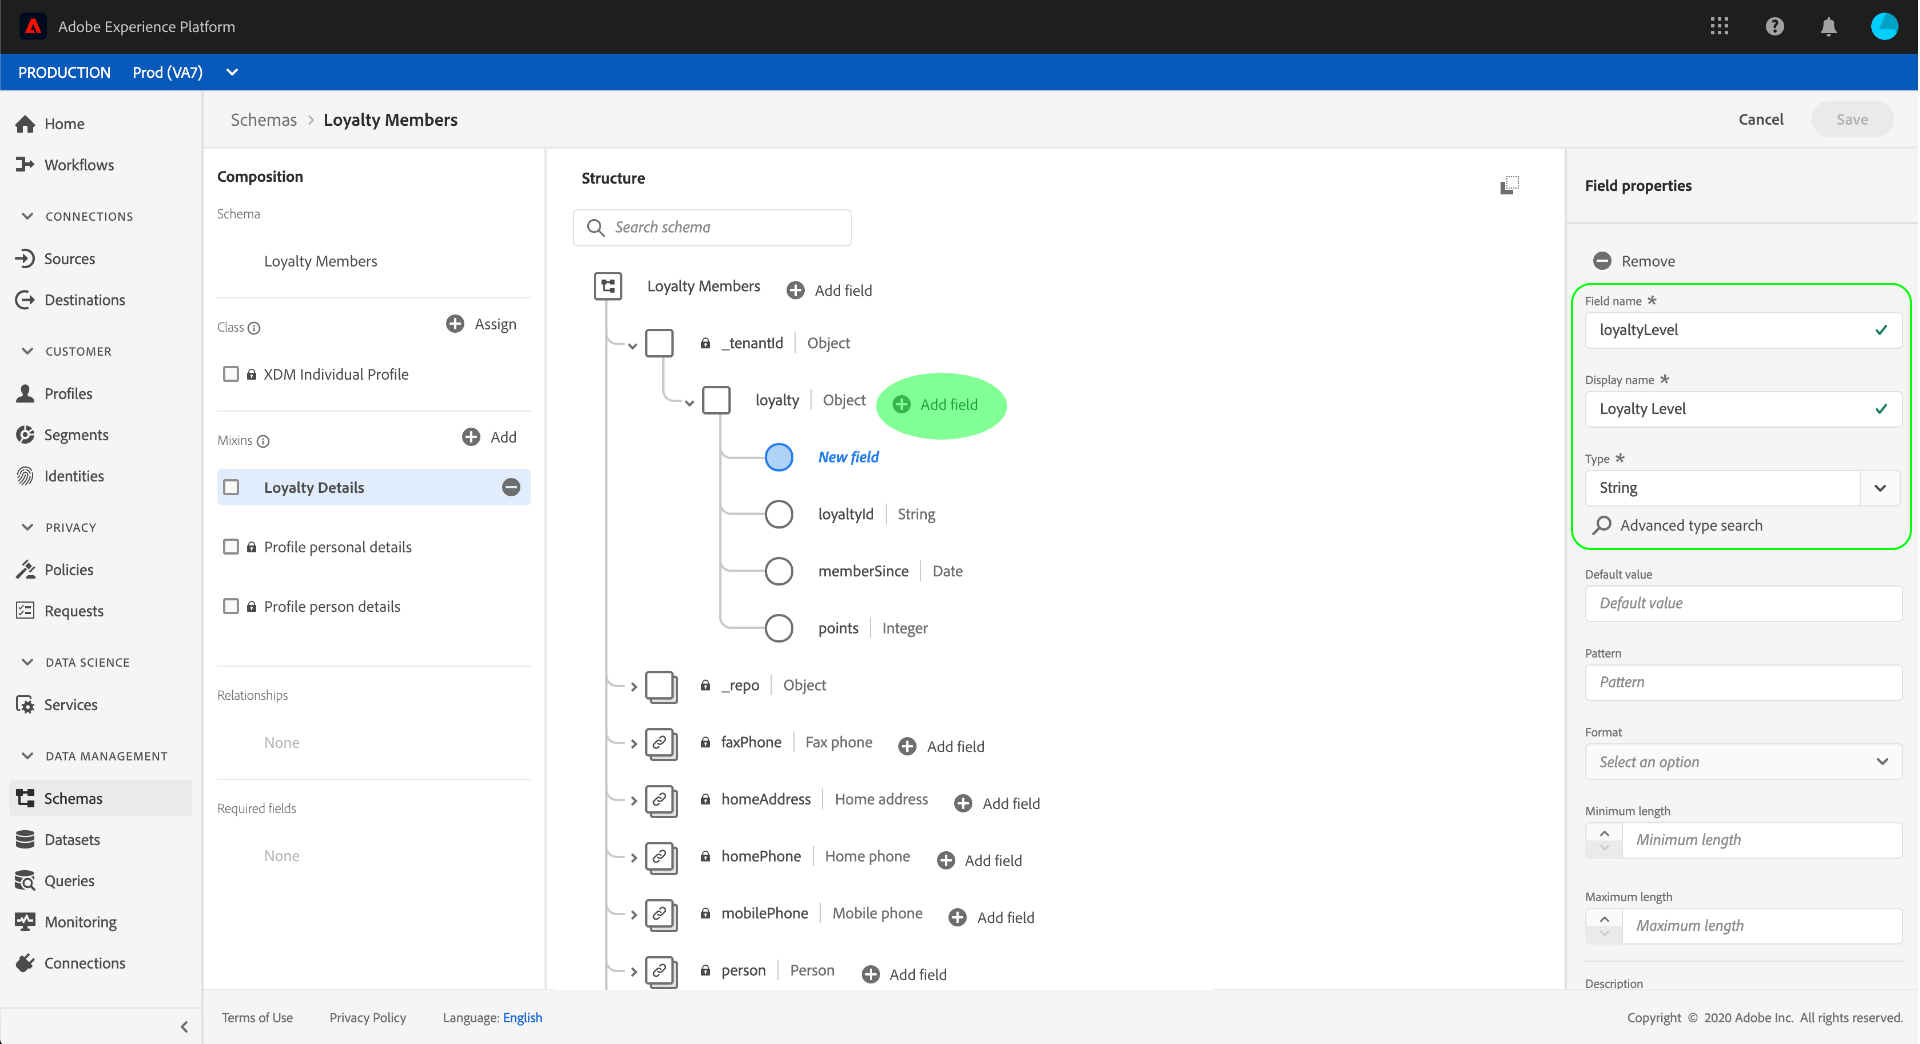 Adobe Experience Platform
PRODUCTION Prod (VA7)
Home
Workflows
CONNECTIONS
Sources
Destinations
CUSTOMER
Profiles
Segments
Identities
PRIVACY
Policies
Requests
DATA SCIENCE
Services
DATA MANAGEMENT
Schemas
Datasets
Queries
Monitoring
Connections
Schemas > Loyalty Members
Cancel
Save
Composition
Schema
Loyalty Members
Class
Assign
XDM Individual Profile
Mixins
Add
Loyalty Details
Profile personal details
Profile person details
Relationships
None
Required fields
None
Structure
Search schema
Loyalty Members Add field
_tenantId Object
loyalty Object Add field
New field
loyaltyId String
memberSince Date
points Integer
_repo Object
faxPhone Fax phone Add field
homeAddress Home address Add field
homePhone Home phone Add field
mobilePhone Mobile phone Add field
person Person Add field
Field properties
Remove
Field name *
loyaltyLevel
Display name *
Loyalty Level
Type *
String
Advanced type search
Default value
Default value
Pattern
Pattern
Format
Select an option
Minimum length
Minimum length
Maximum length
Maximum length
Description
Terms of Use Privacy Policy Language: English
Copyright © 2020 Adobe Inc. All rights reserved.